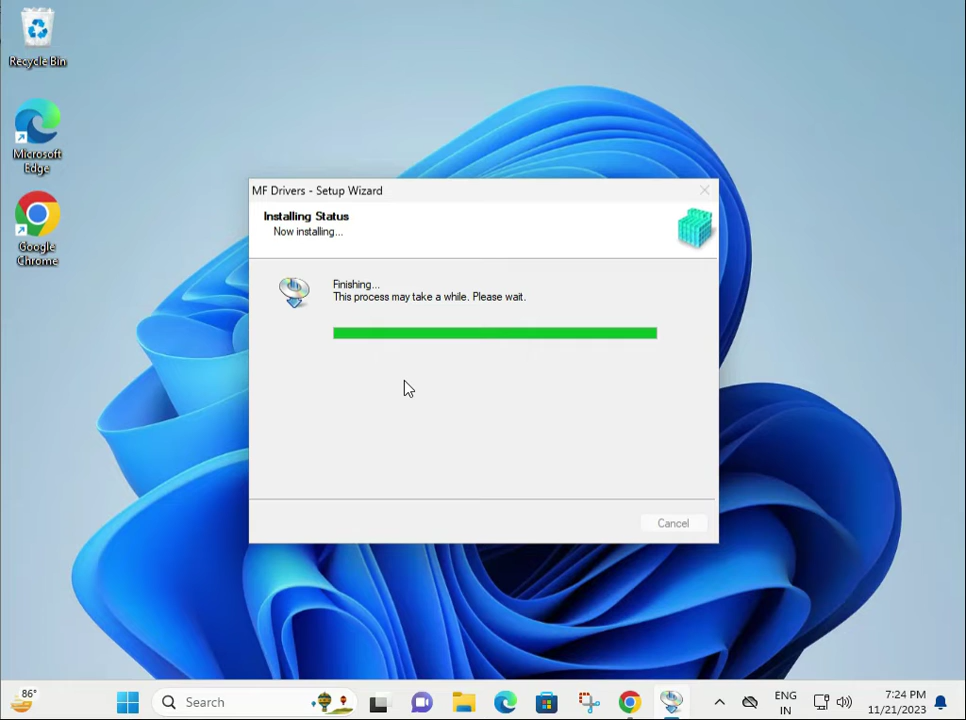 Recycle Bin
Microsoft
Edge
Google
Chrome
MF Drivers - Setup Wizard
Installing Status
Now installing...
Finishing...
This process may take a while. Please wait.
Cancel
86°
Search
ENG
IN
7:24 PM
11/21/2023